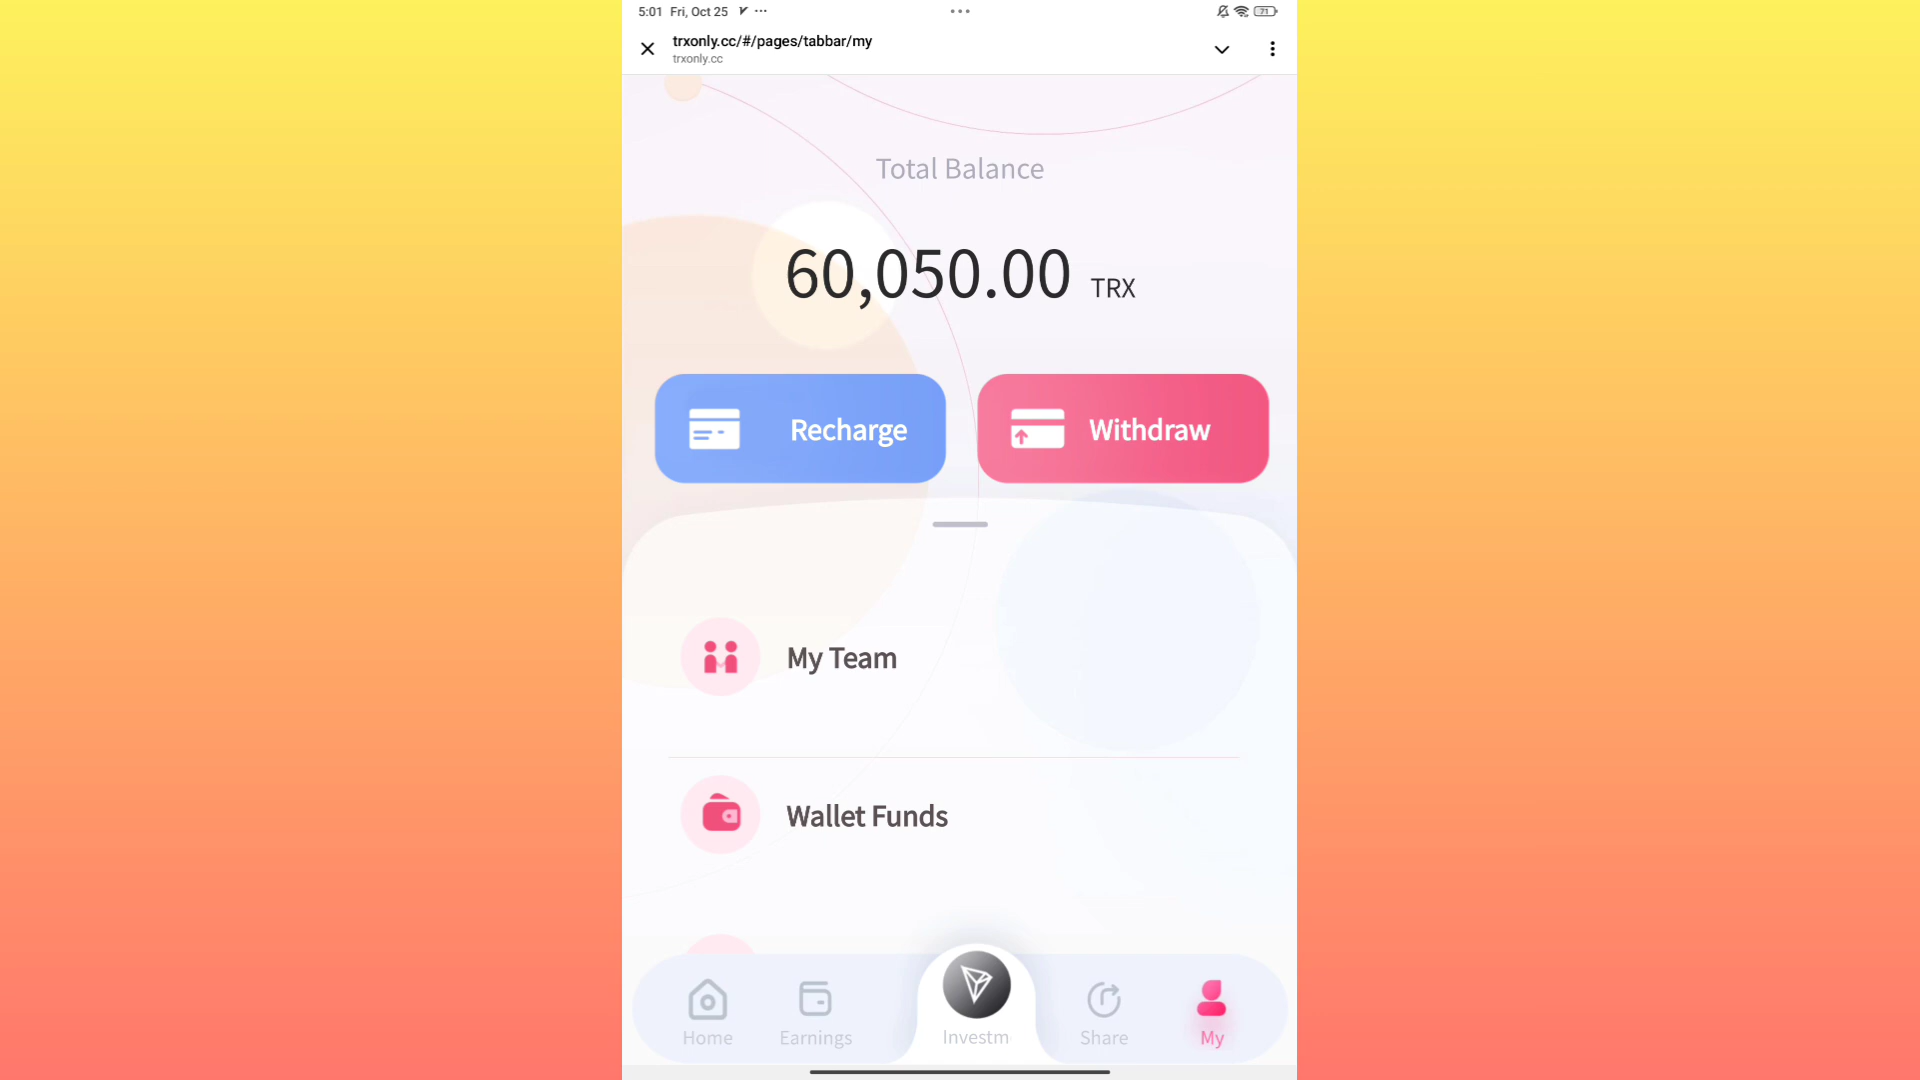 5:01 Fri, Oct 25
71
trxonly.cc/#/pages/tabbar/my
trxonly.cc
Total Balance
60,050.00 TRX
Recharge
Withdraw
My Team
Wallet Funds
Home
Earnings
Investm
Share
My